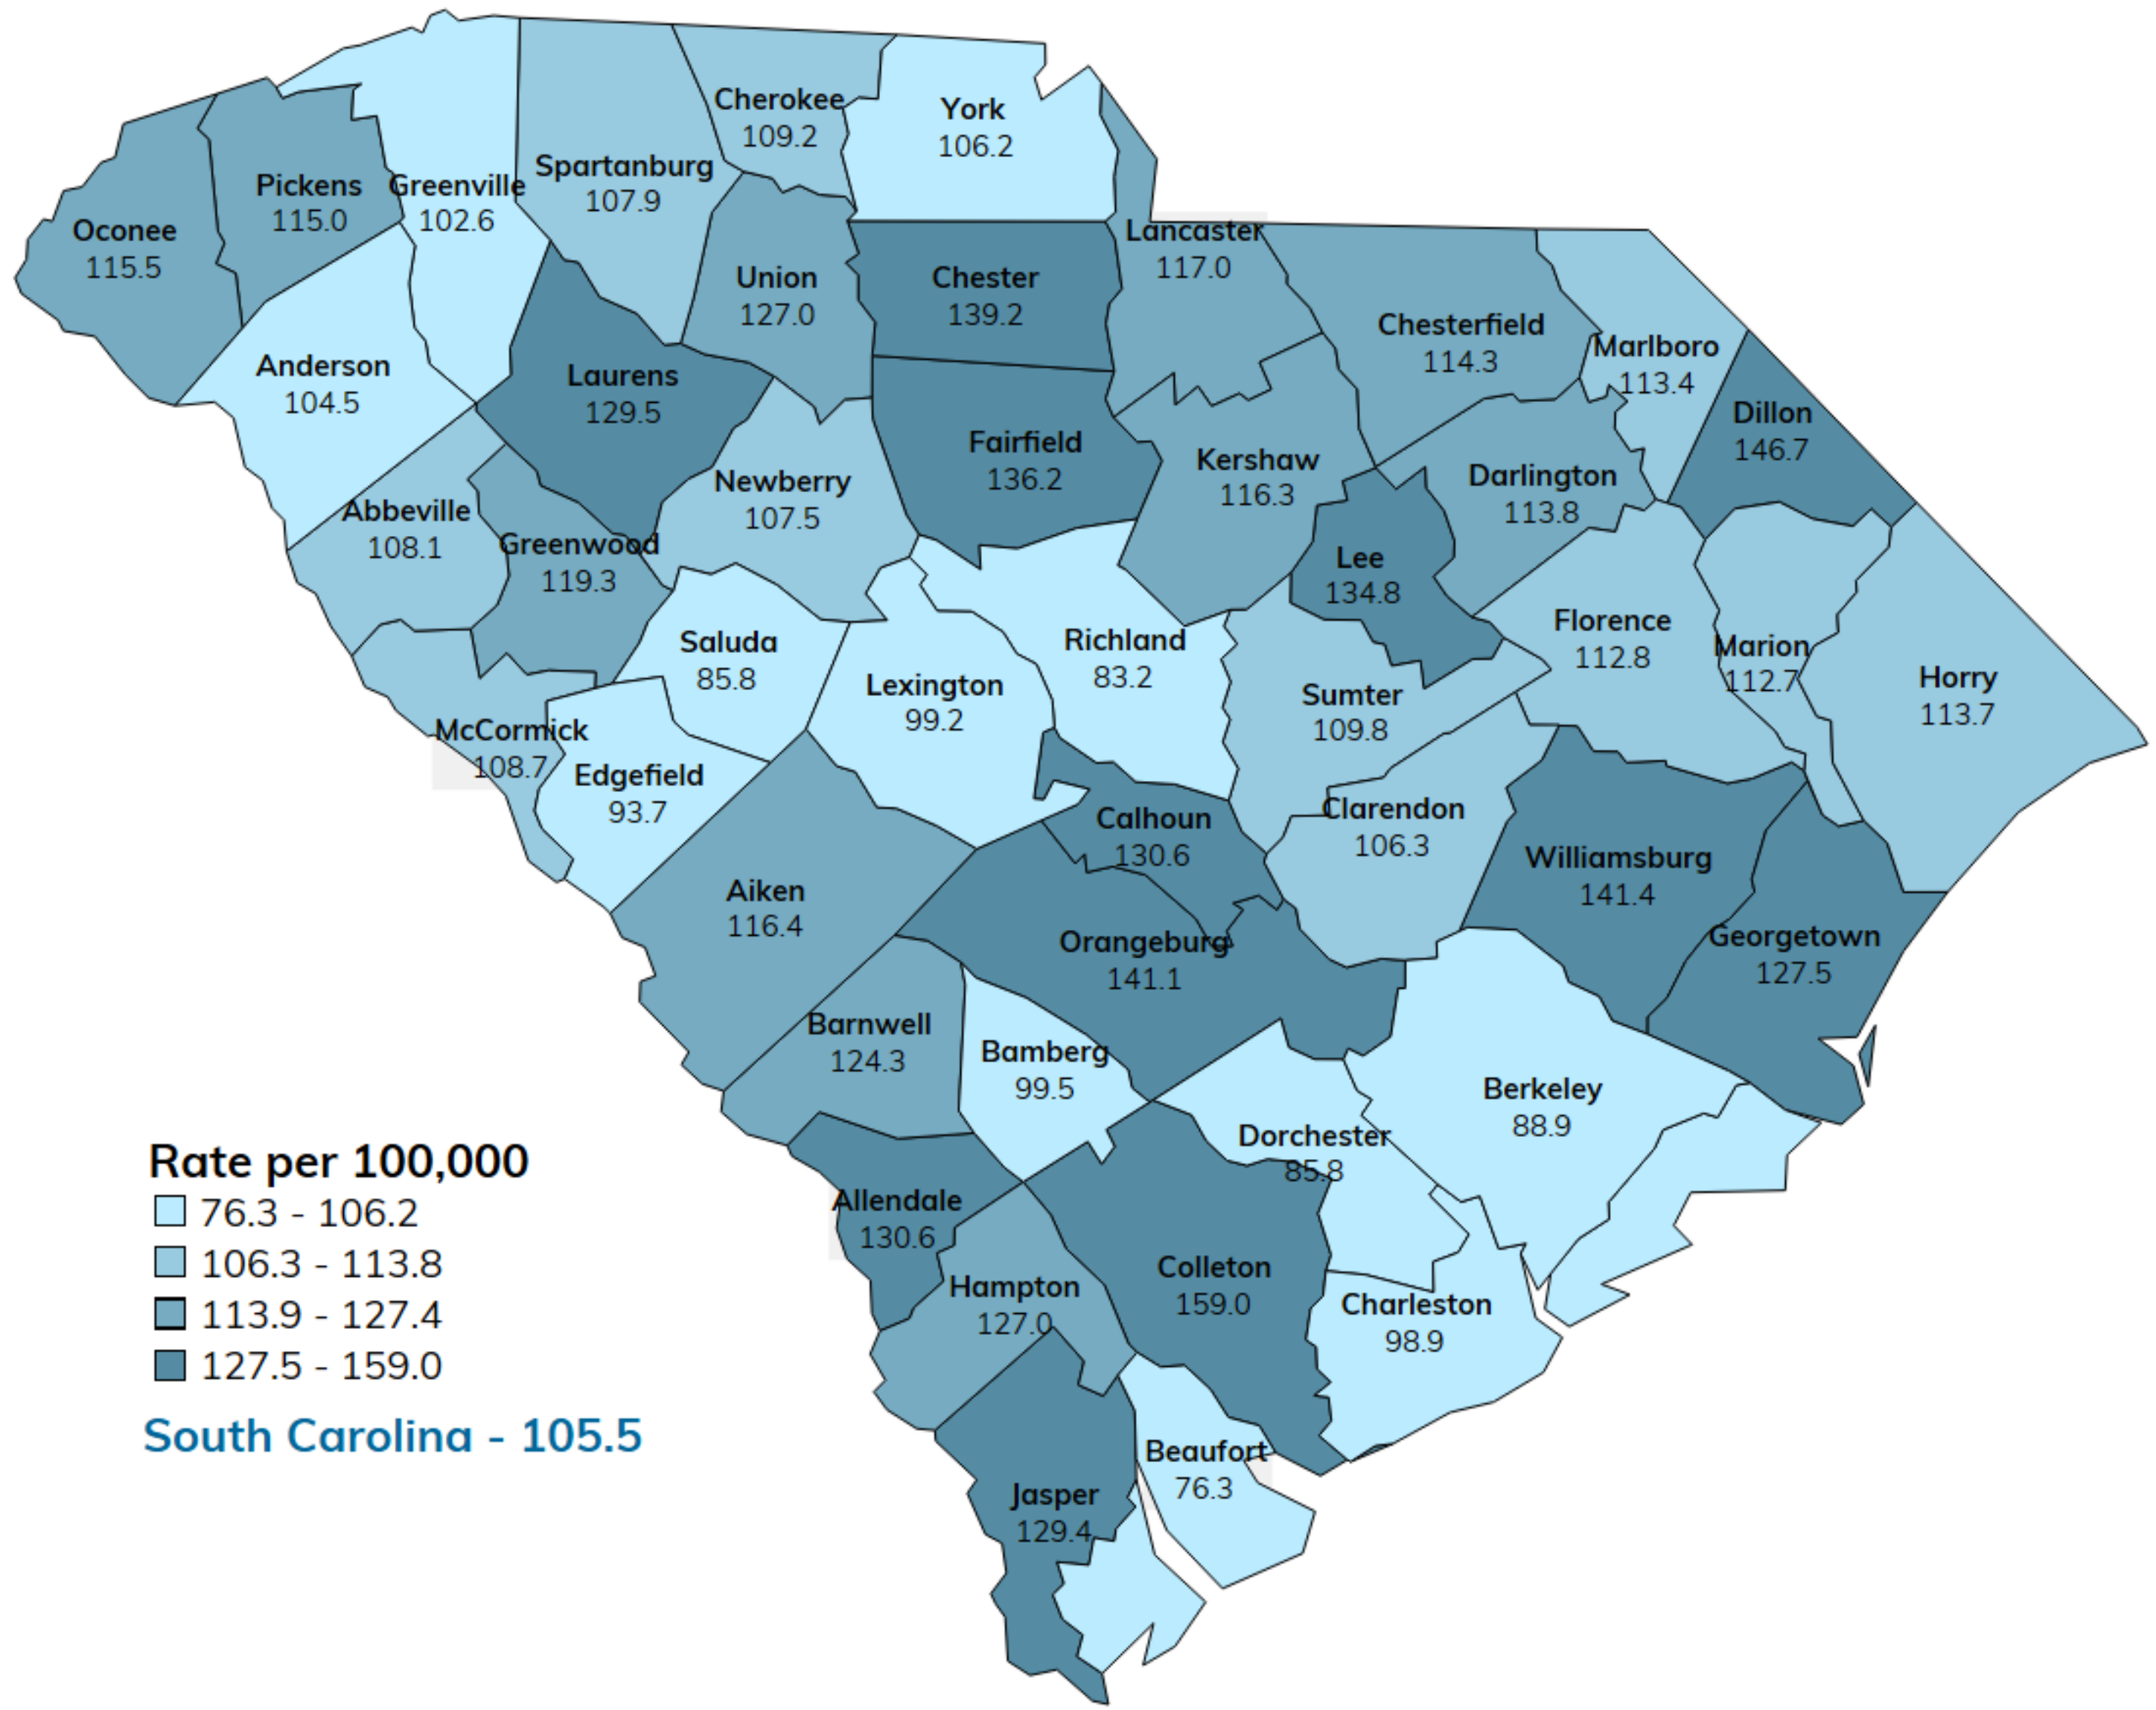 Cherokee
109.2
York
106.2
Spartanburg
107.9
Pickens
115.0
Greenville
102.6
Oconee
115.5
Lancaster
117.0
Union
127.0
Chester
139.2
Chesterfield
114.3
Marlboro
113.4
Anderson
104.5
Laurens
129.5
Dillon
146.7
Fairfield
136.2
Kershaw
116.3
Darlington
113.8
Newberry
107.5
Abbeville
108.1
Greenwood
119.3
Lee
134.8
Florence
112.8
Saluda
85.8
Richland
83.2
Marion
112.7
Lexington
99.2
Sumter
109.8
Horry
113.7
McCormick
108.7
Edgefield
93.7
Calhoun
130.6
Clarendon
106.3
Williamsburg
141.4
Aiken
116.4
Orangeburg
141.1
Georgetown
127.5
Barnwell
124.3
Bamberg
99.5
Berkeley
88.9
Dorchester
85.8
Allendale
130.6
Colleton
159.0
Hampton
127.0
Charleston
98.9
Beaufort
76.3
Jasper
129.4
Rate per 100,000
76.3 - 106.2
106.3 - 113.8
113.9 - 127.4
127.5 - 159.0
South Carolina - 105.5